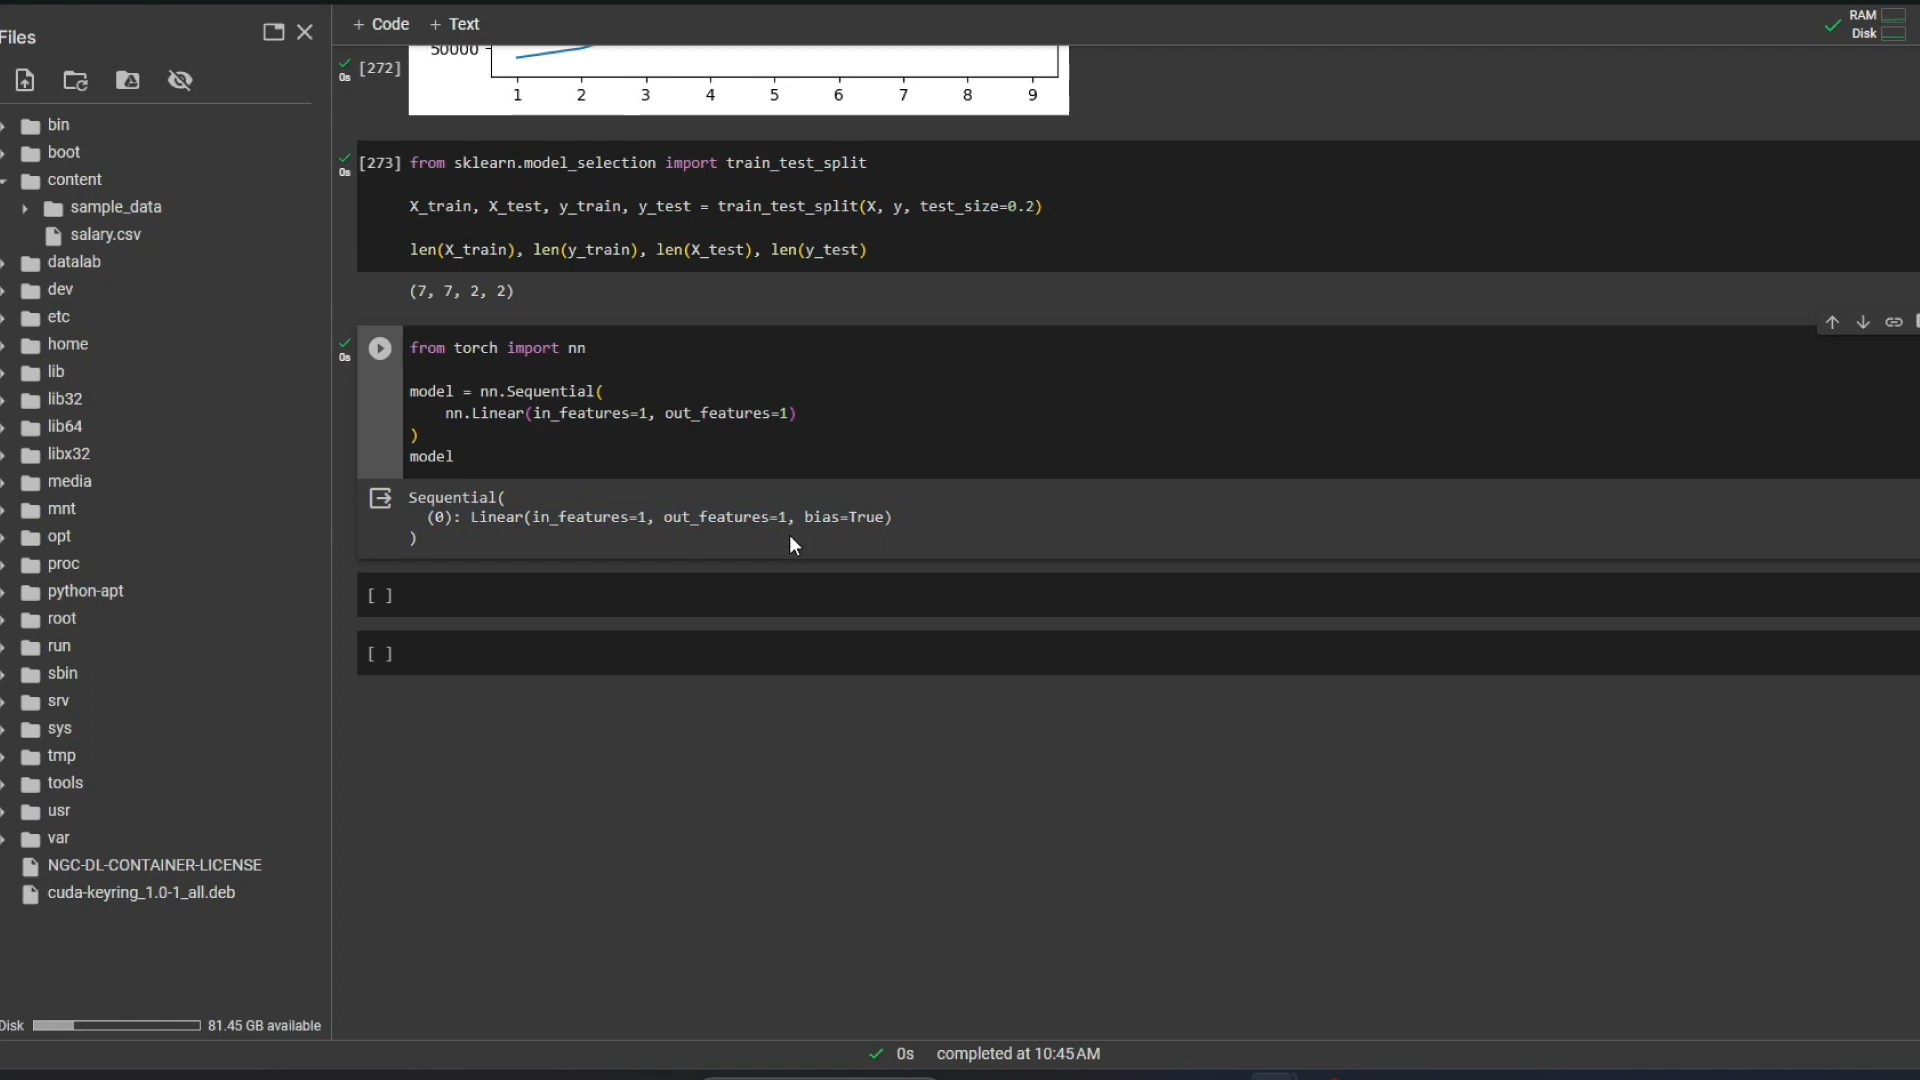 Files
bin
boot
content
sample_data
salary.csv
datalab
dev
etc
home
lib
lib32
lib64
libx32
media
mnt
opt
proc
python-apt
root
run
sbin
srv
sys
tmp
tools
usr
var
NGC-DL-CONTAINER-LICENSE
cuda-keyring_1.0-1_all.deb
Disk 81.45 GB available
+ Code + Text
RAM
Disk
50000
0s [272]
1 2 3 4 5 6 7 8 9
0s [273] from sklearn.model_selection import train_test_split
X_train, X_test, y_train, y_test = train_test_split(X, y, test_size=0.2)
len(X_train), len(y_train), len(X_test), len(y_test)
(7, 7, 2, 2)
0s from torch import nn
model = nn.Sequential(
nn.Linear(in_features=1, out_features=1)
)
model
Sequential(
(0): Linear(in_features=1, out_features=1, bias=True)
)
[ ]
[ ]
0s completed at 10:45 AM